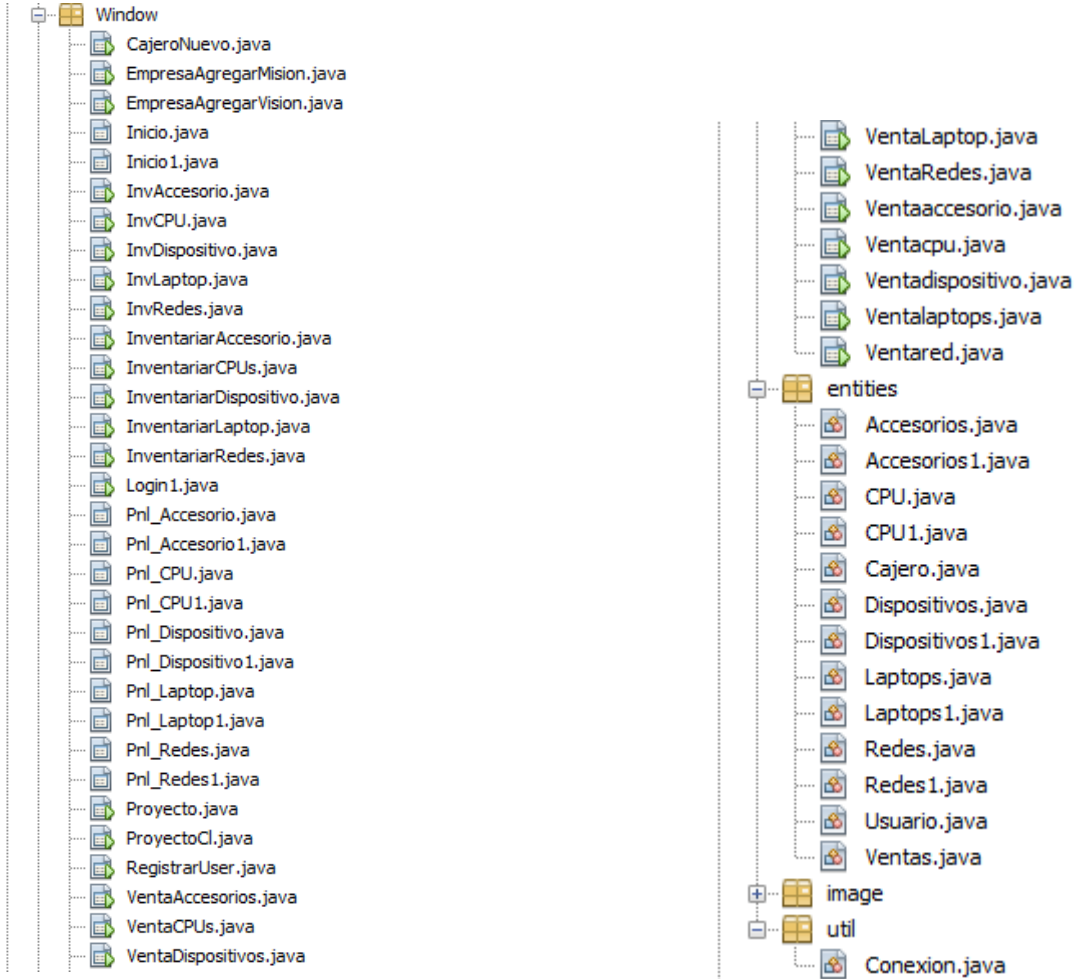 Window
CajeroNuevo.java
EmpresaAgregarMision.java
EmpresaAgregarVision.java
Inicio.java
Inicio1.java
InvAccesorio.java
InvCPU.java
InvDispositivo.java
InvLaptop.java
InvRedes.java
InventariarAccesorio.java
InventariarCPUs.java
InventariarDispositivo.java
InventariarLaptop.java
InventariarRedes.java
Login1.java
Pnl_Accesorio.java
Pnl_Accesorio1.java
Pnl_CPU.java
Pnl_CPU1.java
Pnl_Dispositivo.java
Pnl_Dispositivo1.java
Pnl_Laptop.java
Pnl_Laptop1.java
Pnl_Redes.java
Pnl_Redes1.java
Proyecto.java
ProyectoCl.java
RegistrarUser.java
VentaAccesorios.java
VentaCPUs.java
VentaDispositivos.java
VentaLaptop.java
VentaRedes.java
Ventaaccesorio.java
Ventacpu.java
Ventadispositivo.java
Ventalaptops.java
Ventared.java
entities
Accesorios.java
Accesorios1.java
CPU.java
CPU1.java
Cajero.java
Dispositivos.java
Dispositivos1.java
Laptops.java
Laptops1.java
Redes.java
Redes1.java
Usuario.java
Ventas.java
image
util
Conexion.java